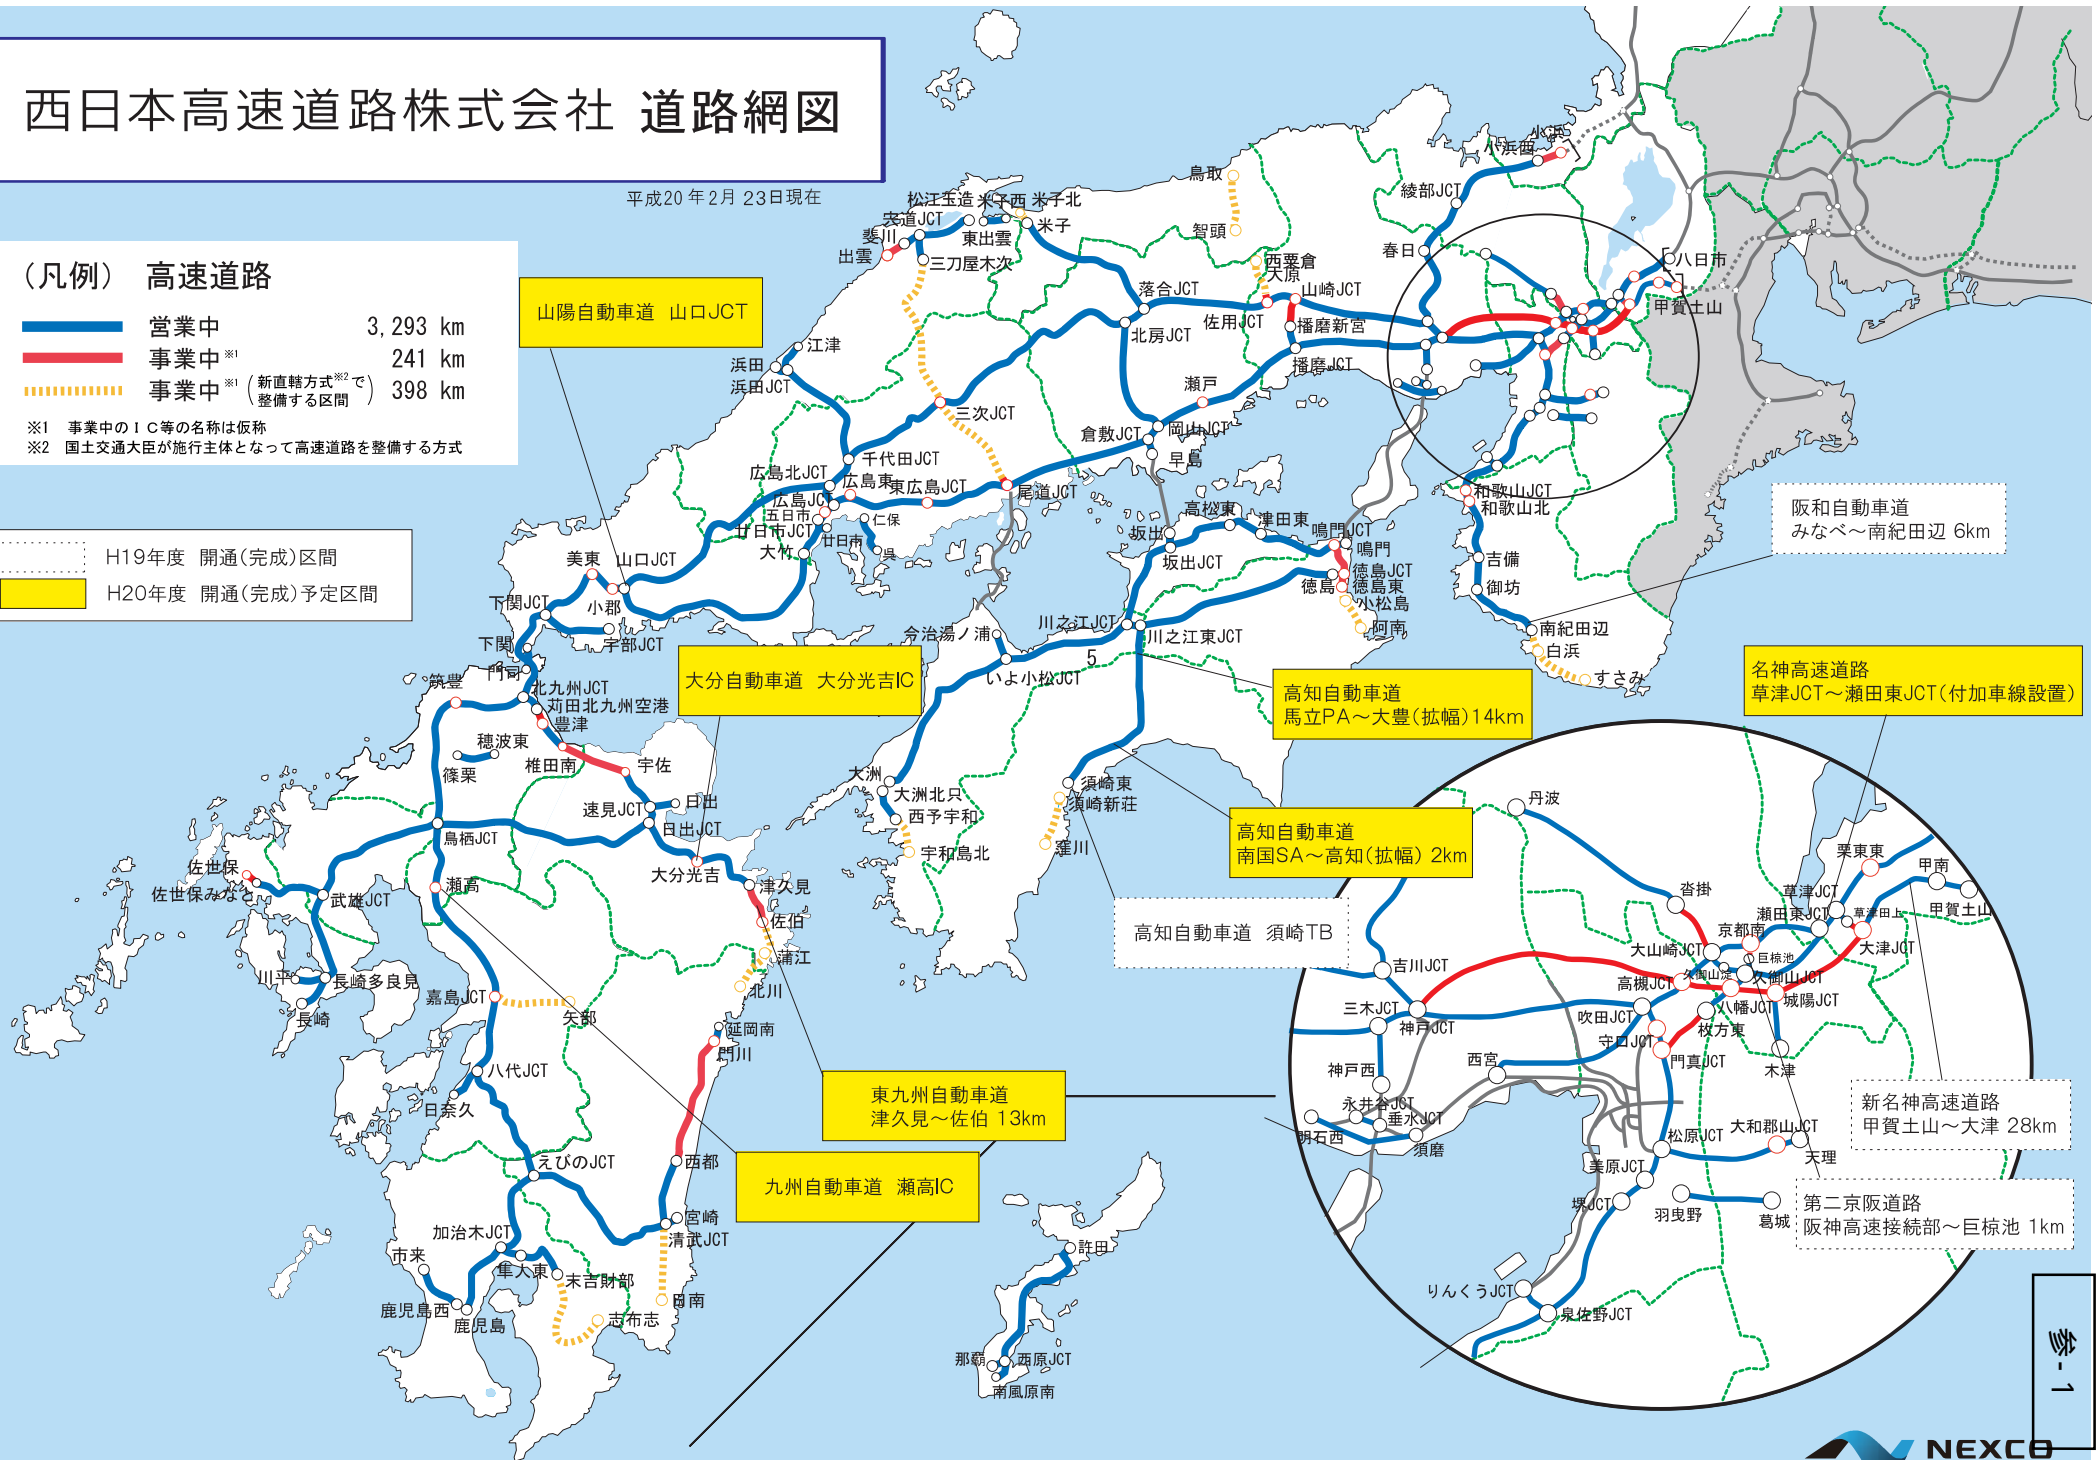 西日本高速道路株式会社 道路網図
平成20年2月23日現在
(凡例) 高速道路
営業中 3,293 km
事業中※1 241 km
事業中※1 (新直轄方式※2で整備する区間) 398 km
※1 事業中のIC等の名称は仮称
※2 国土交通大臣が施行主体となって高速道路を整備する方式
H19年度 開通(完成)区間
H20年度 開通(完成)予定区間
山陽自動車道 山口JCT
大分自動車道 大分光吉IC
高知自動車道
馬立PA～大豊(拡幅)14km
高知自動車道
南国SA～高知(拡幅) 2km
高知自動車道 須崎TB
阪和自動車道
みなべ～南紀田辺 6km
名神高速道路
草津JCT～瀬田東JCT(付加車線設置)
東九州自動車道
津久見～佐伯 13km
九州自動車道 瀬高IC
新名神高速道路
甲賀土山～大津 28km
第二京阪道路
阪神高速接続部～巨椋池 1km
小浜
小浜西
綾部JCT
春日
八日市
甲賀土山
鳥取
智頭
西粟倉
大原
山崎JCT
佐用JCT
播磨新宮
播磨JCT
松江玉造
米子西
米子北
宍道JCT
斐川
出雲
東出雲
米子
三刀屋木次
落合JCT
北房JCT
江津
浜田
浜田JCT
三次JCT
瀬戸
倉敷JCT
岡山JCT
早島
千代田JCT
広島北JCT
広島東
広島JCT
東広島JCT
尾道JCT
五日市
廿日市JCT
廿日市
仁保
呉
大竹
美東
山口JCT
小郡
下関JCT
宇部JCT
下関
門司
高松東
津田東
鳴門JCT
鳴門
坂出
坂出JCT
徳島JCT
徳島
徳島東
小松島
阿南
川之江JCT
川之江東JCT
今治湯ノ浦
いよ小松JCT
5
大洲
大洲北只
西予宇和
宇和島北
須崎東
須崎新荘
窪川
和歌山JCT
和歌山北
吉備
御坊
南紀田辺
白浜
すさみ
筑豊
北九州JCT
苅田北九州空港
豊津
穂波東
篠栗
椎田南
宇佐
速見JCT
日出
日出JCT
鳥栖JCT
大分光吉
津久見
佐伯
蒲江
北川
佐世保
佐世保みなと
武雄JCT
瀬高
川平
長崎多良見
長崎
嘉島JCT
矢部
延岡南
門川
八代JCT
日奈久
えびのJCT
西都
宮崎
清武JCT
日南
加治木JCT
市来
隼人東
末吉財部
鹿児島西
鹿児島
志布志
許田
那覇
西原JCT
南風原南
丹波
沓掛
栗東東
甲南
草津JCT
瀬田東JCT
草津田上
甲賀土山
京都南
大山崎JCT
巨椋池
大津JCT
吉川JCT
高槻JCT
久御山淀
久御山JCT
城陽JCT
三木JCT
神戸JCT
吹田JCT
八幡JCT
枚方東
守口JCT
門真JCT
木津
神戸西
西宮
永井谷JCT
垂水JCT
明石西
須磨
松原JCT
大和郡山JCT
天理
美原JCT
堺JCT
羽曳野
葛城
りんくうJCT
泉佐野JCT
参-1
NEXCO